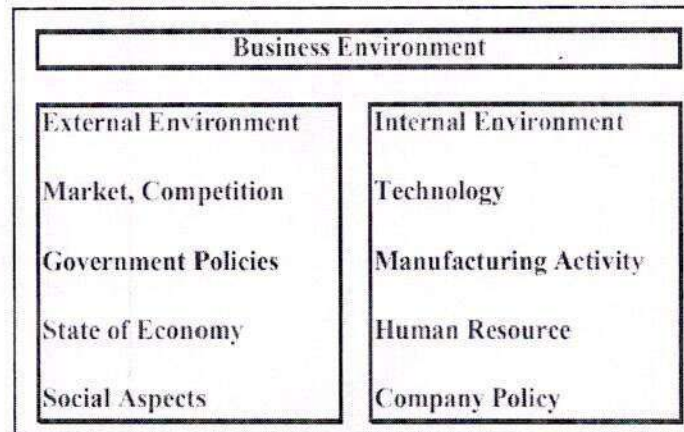 Business Environment
External Environment
Market, Competition
Government Policies
State of Economy
Social Aspects
Internal Environment
Technology
Manufacturing Activity
Human Resource
Company Policy